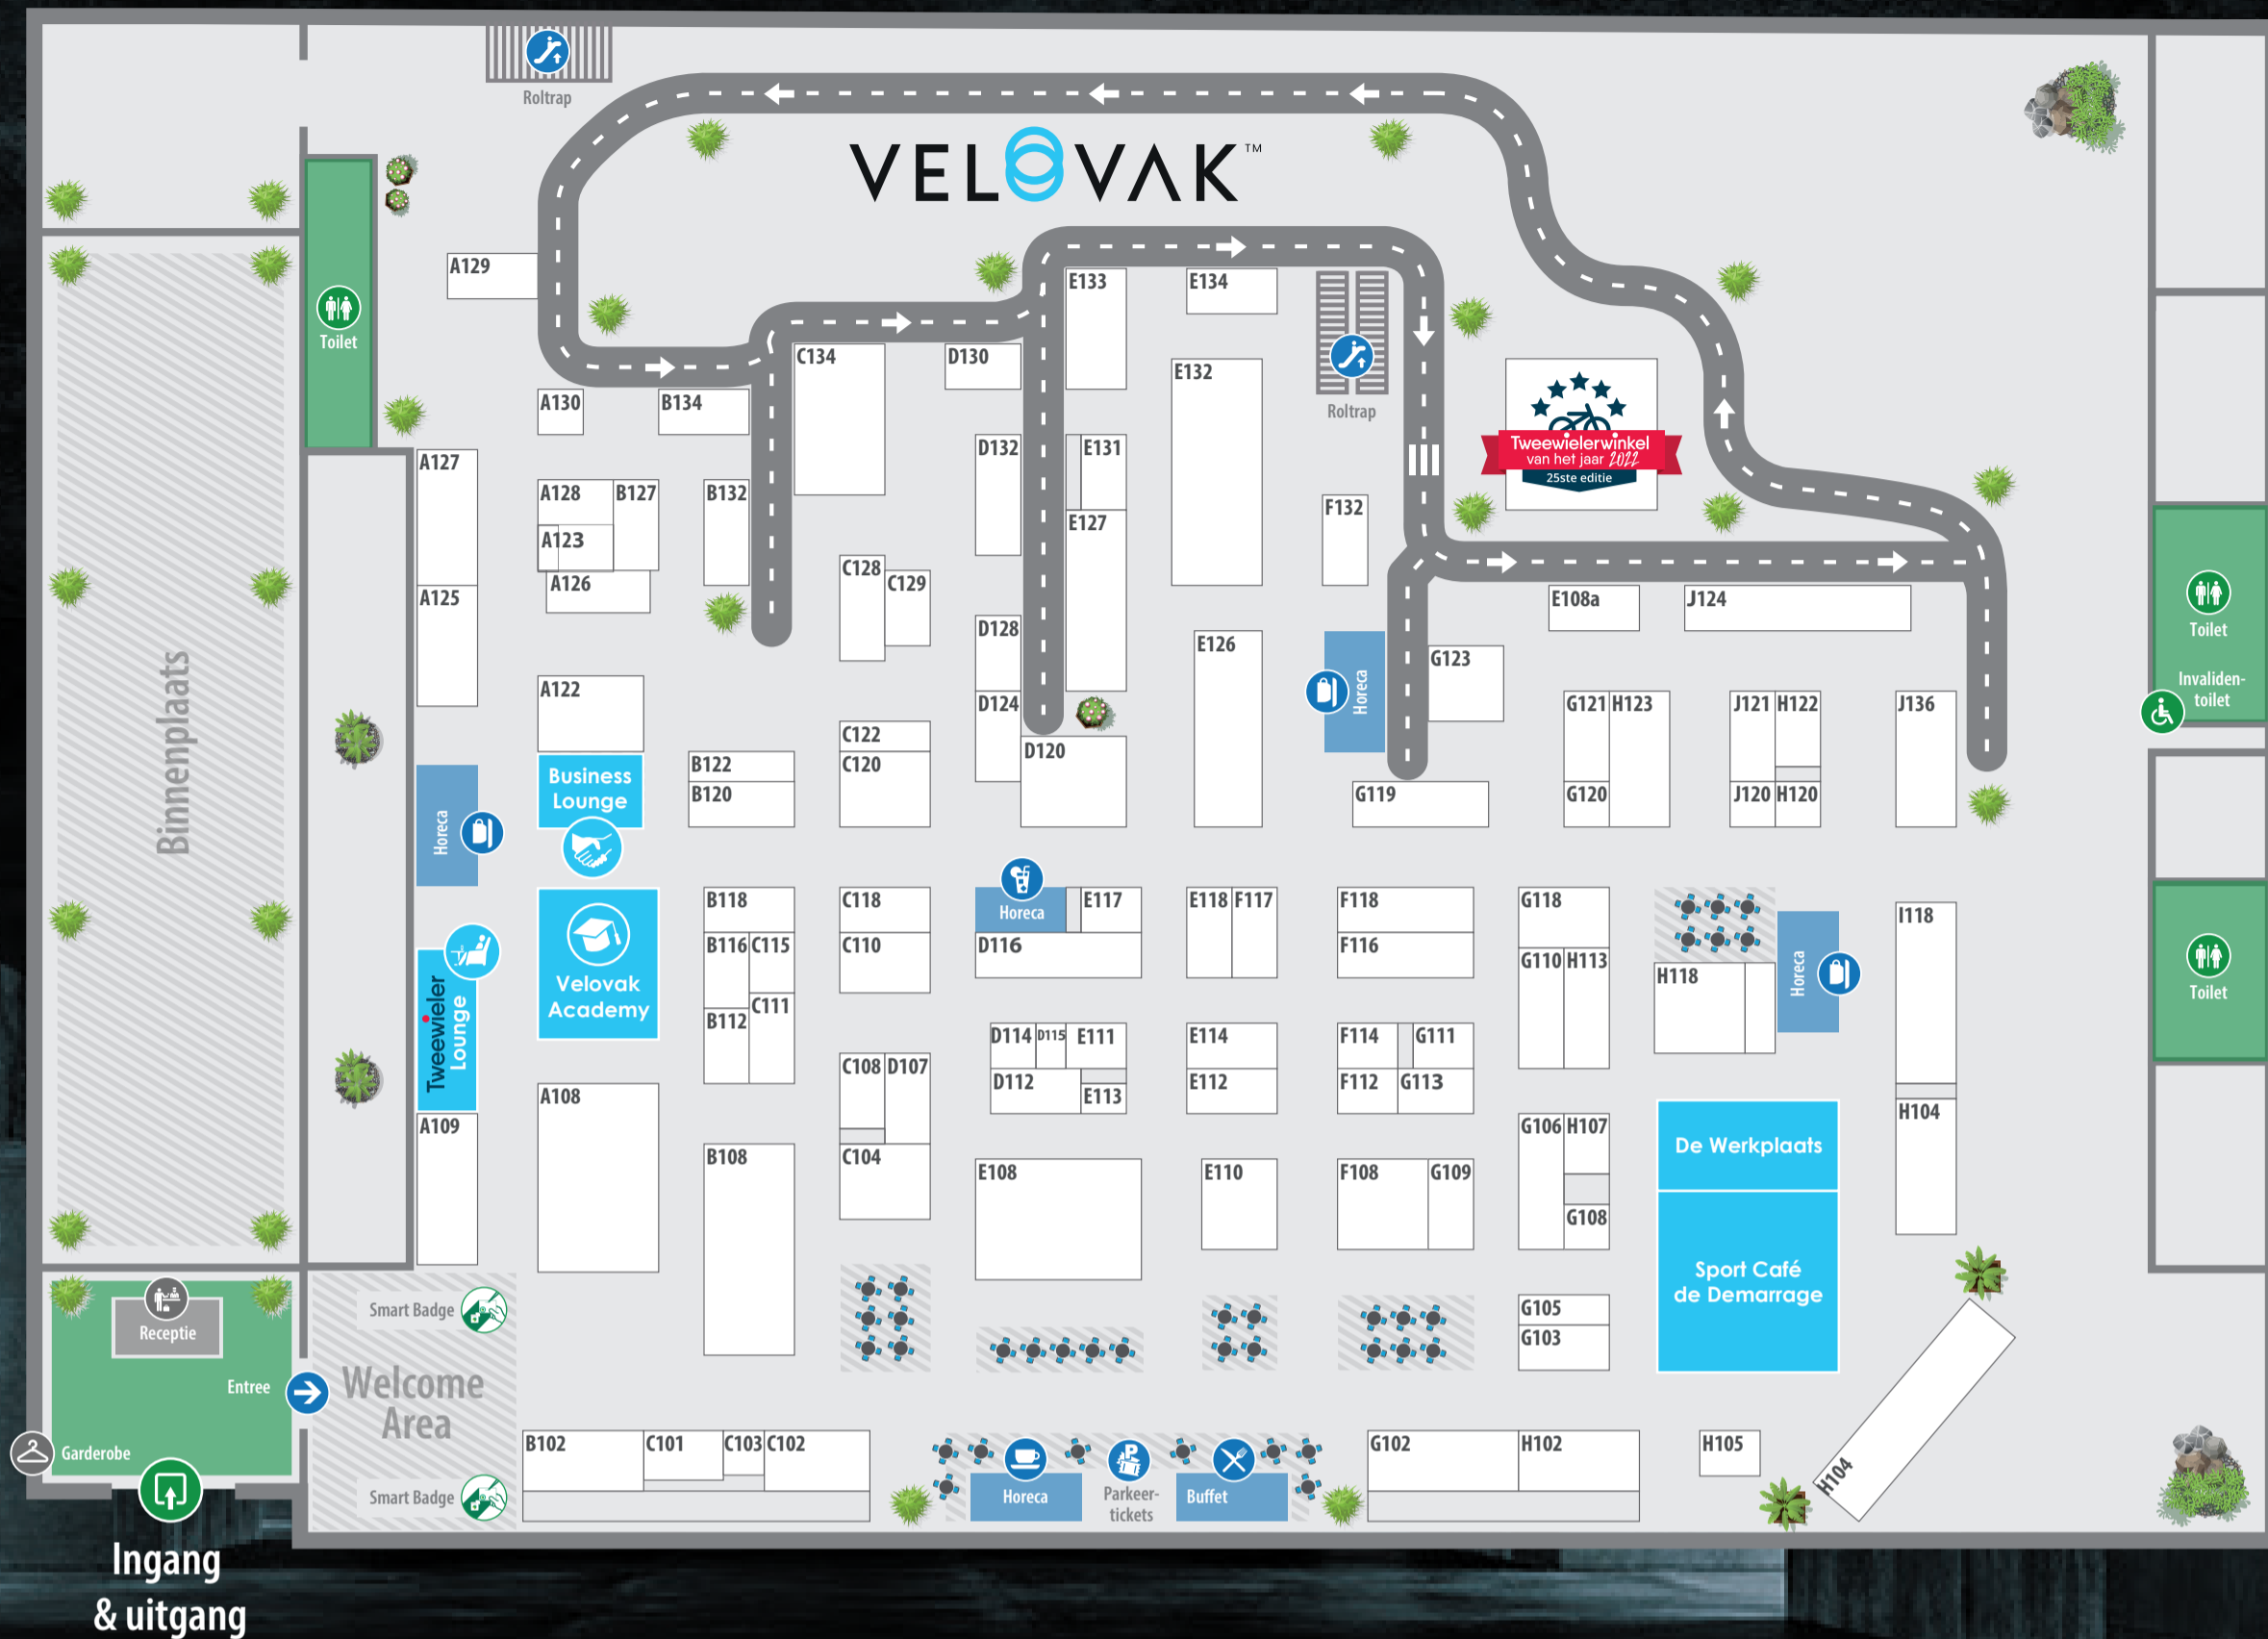 Roltrap
VELOVAK™
A129
E133
E134
Toilet
C134
D130
E132
Roltrap
A130
B134
Tweewielerwinkel
van het jaar 2022
25ste editie
D132
E131
A127
A128
B127
B132
F132
E127
A123
C128
C129
A126
A125
E108a
J124
Toilet
D128
E126
G123
Horeca
Invaliden-
toilet
A122
D124
G121
H123
J121
H122
J136
Binnenplaats
C122
D120
Business
Lounge
B122
C120
B120
G119
G120
J120
H120
Horeca
B118
C118
Horeca
E117
E118
F117
F118
G118
I118
B116
C115
C110
D116
F116
G110
H113
H118
Horeca
Toilet
Velovak
Academy
Tweewieler
Lounge
C111
B112
D114
D115
E111
E114
F114
G111
C108
D107
D112
E113
E112
F112
G113
A108
A109
H104
G106
H107
De Werkplaats
B108
C104
E108
E110
F108
G109
G108
Sport Café
de Demarrage
Smart Badge
G105
Receptie
G103
Entree
Welcome
Area
Garderobe
B102
C101
C103
C102
G102
H102
H105
H104
Smart Badge
Horeca
Parkeer-
tickets
Buffet
P
Ingang
& uitgang